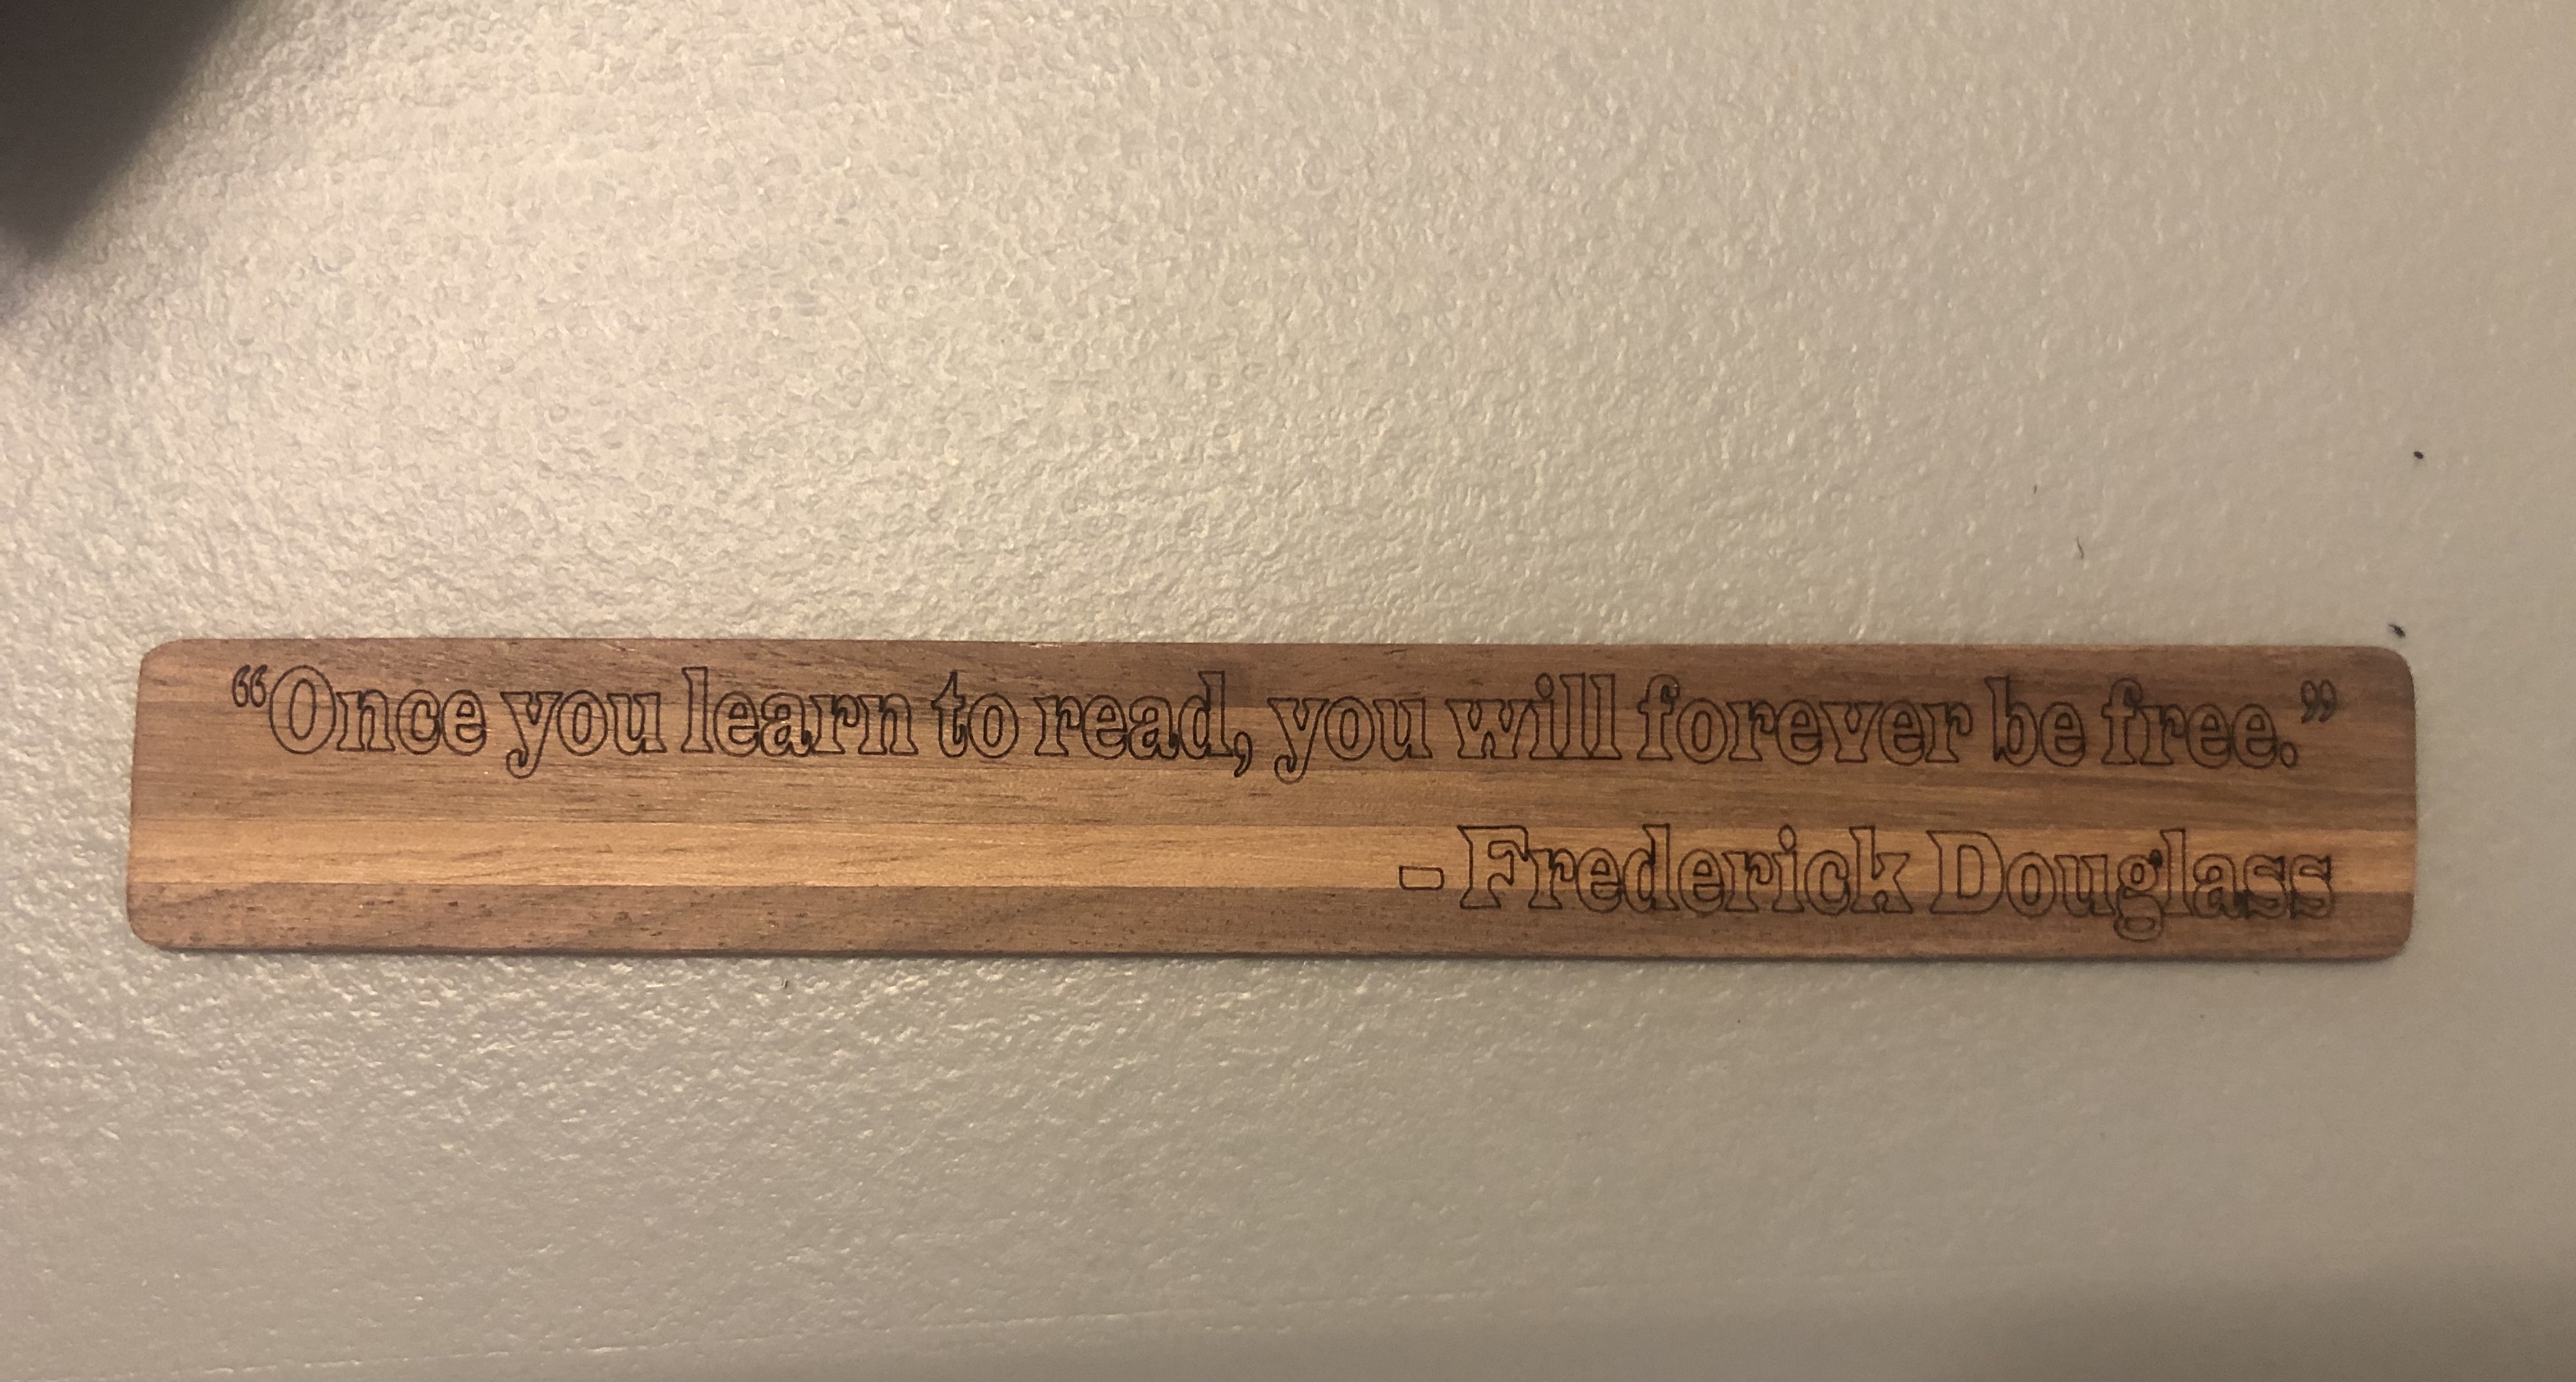 “Once you learn to read, you will forever be free.”
- Frederick Douglass